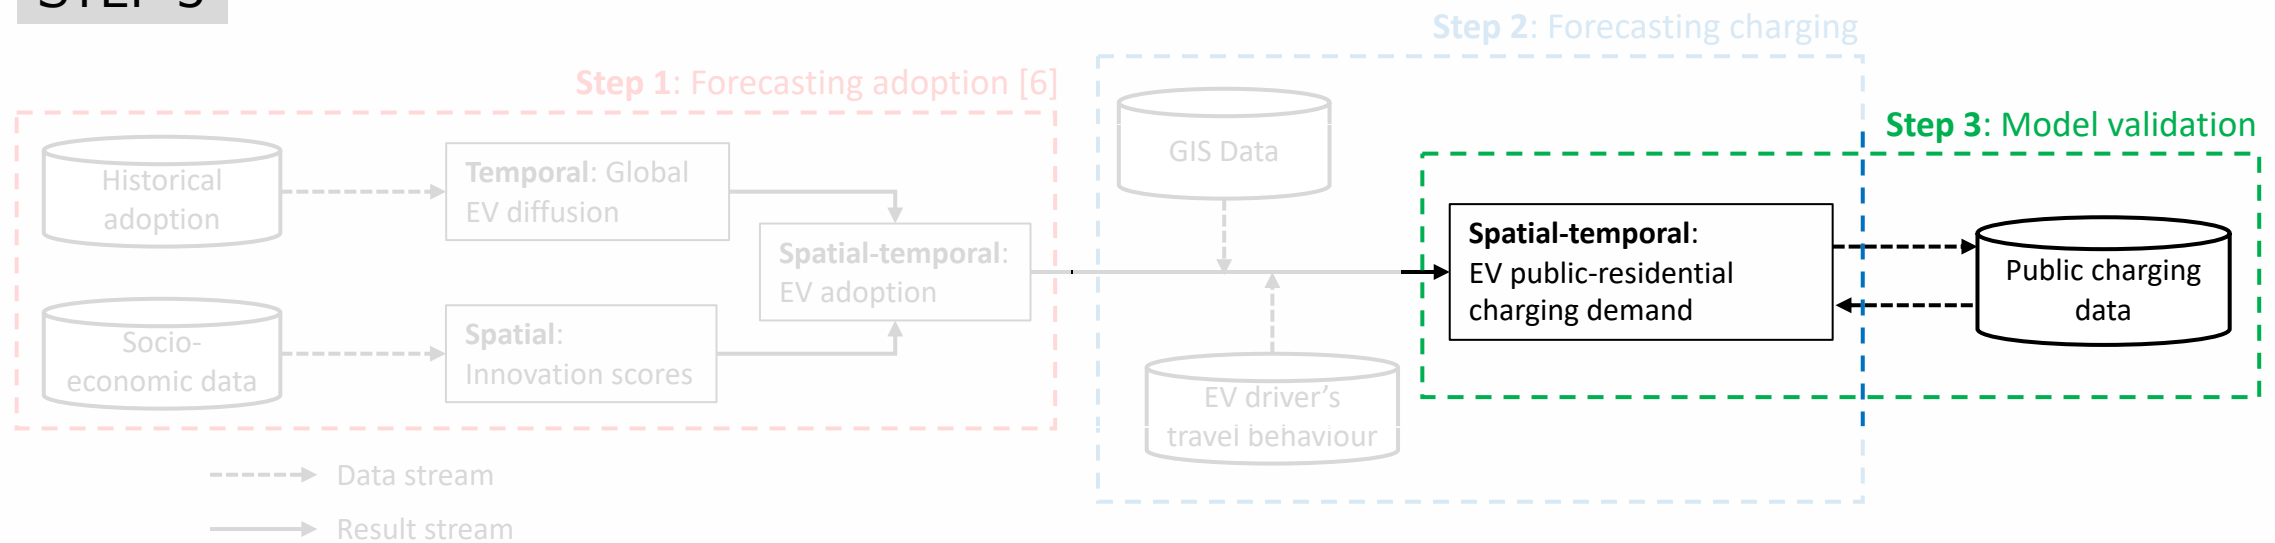 STEP 3
Step 2: Forecasting charging
Step 1: Forecasting adoption [6]
Step 3: Model validation
Historical
adoption
Temporal: Global
EV diffusion
GIS Data
Spatial-temporal:
EV adoption
Spatial-temporal:
EV public-residential
charging demand
Public charging
data
Socio-
economic data
Spatial:
Innovation scores
EV driver's
travel behaviour
Data stream
Result stream